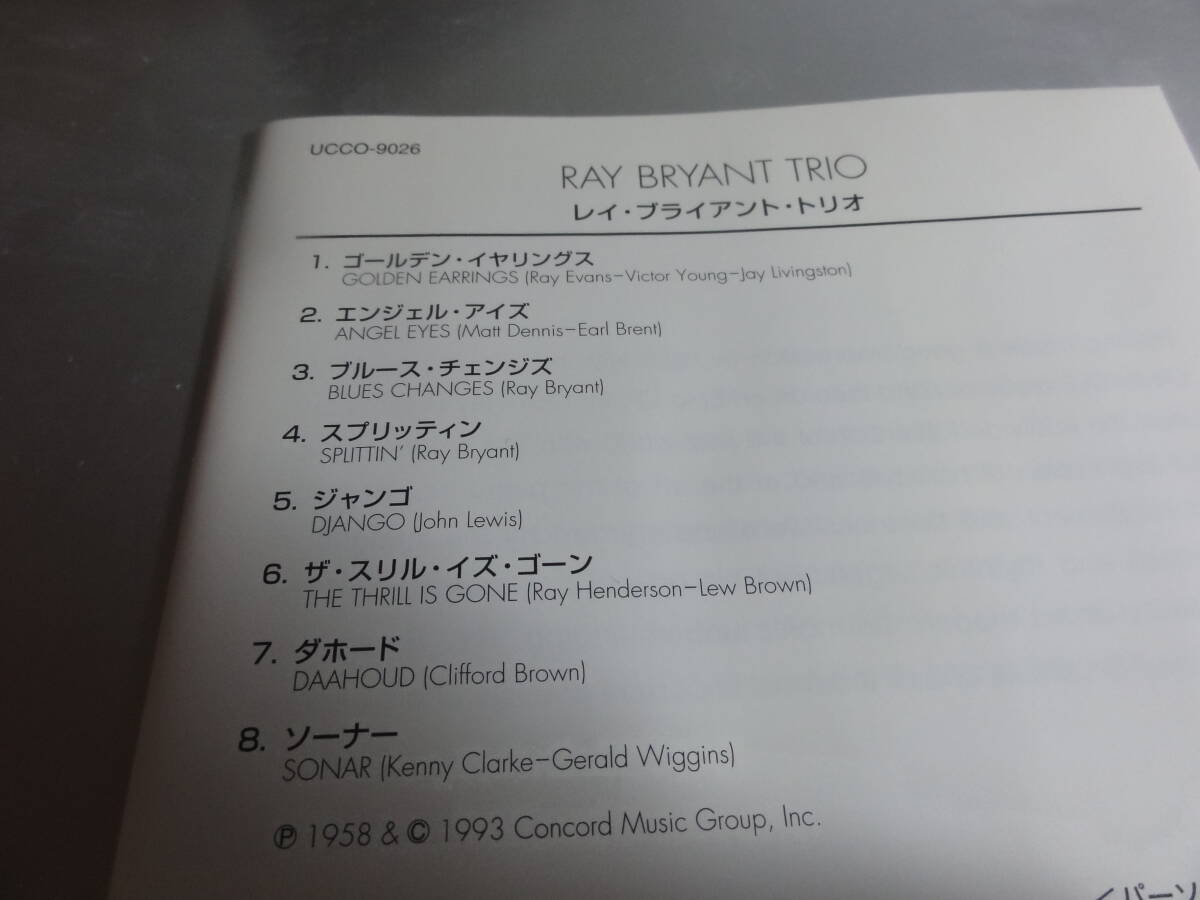 UCCO-9026
RAY BRYANT TRIO
レイ・ブライアント・トリオ
1. ゴールデン・イヤリングス
GOLDEN EARRINGS (Ray Evans–Victor Young–Jay Livingston)
2. エンジェル・アイズ
ANGEL EYES (Matt Dennis–Earl Brent)
3. ブルース・チェンジズ
BLUES CHANGES (Ray Bryant)
4. スプリッティン
SPLITTIN' (Ray Bryant)
5. ジャンゴ
DJANGO (John Lewis)
6. ザ・スリル・イズ・ゴーン
THE THRILL IS GONE (Ray Henderson–Lew Brown)
7. ダホード
DAAHOUD (Clifford Brown)
8. ソーナー
SONAR (Kenny Clarke–Gerald Wiggins)
℗ 1958 & © 1993 Concord Music Group, Inc.